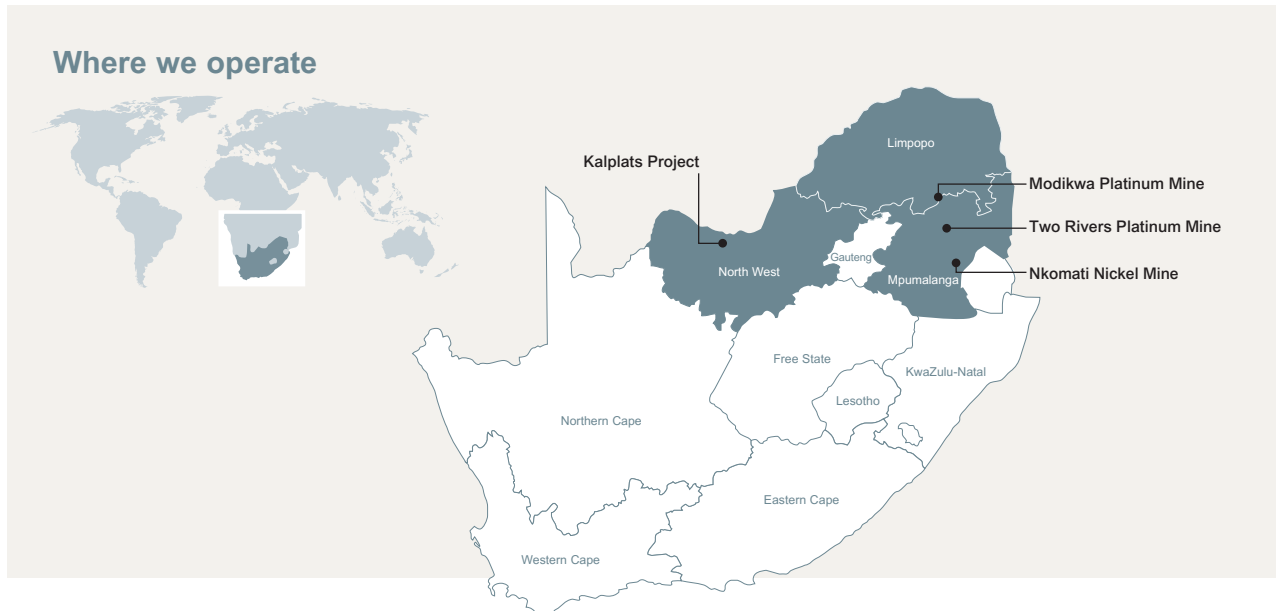 Where we operate
Limpopo
Kalplats Project
Modikwa Platinum Mine
Two Rivers Platinum Mine
Gauteng
North West
Mpumalanga
Nkomati Nickel Mine
Free State
KwaZulu-Natal
Lesotho
Northern Cape
Eastern Cape
Western Cape